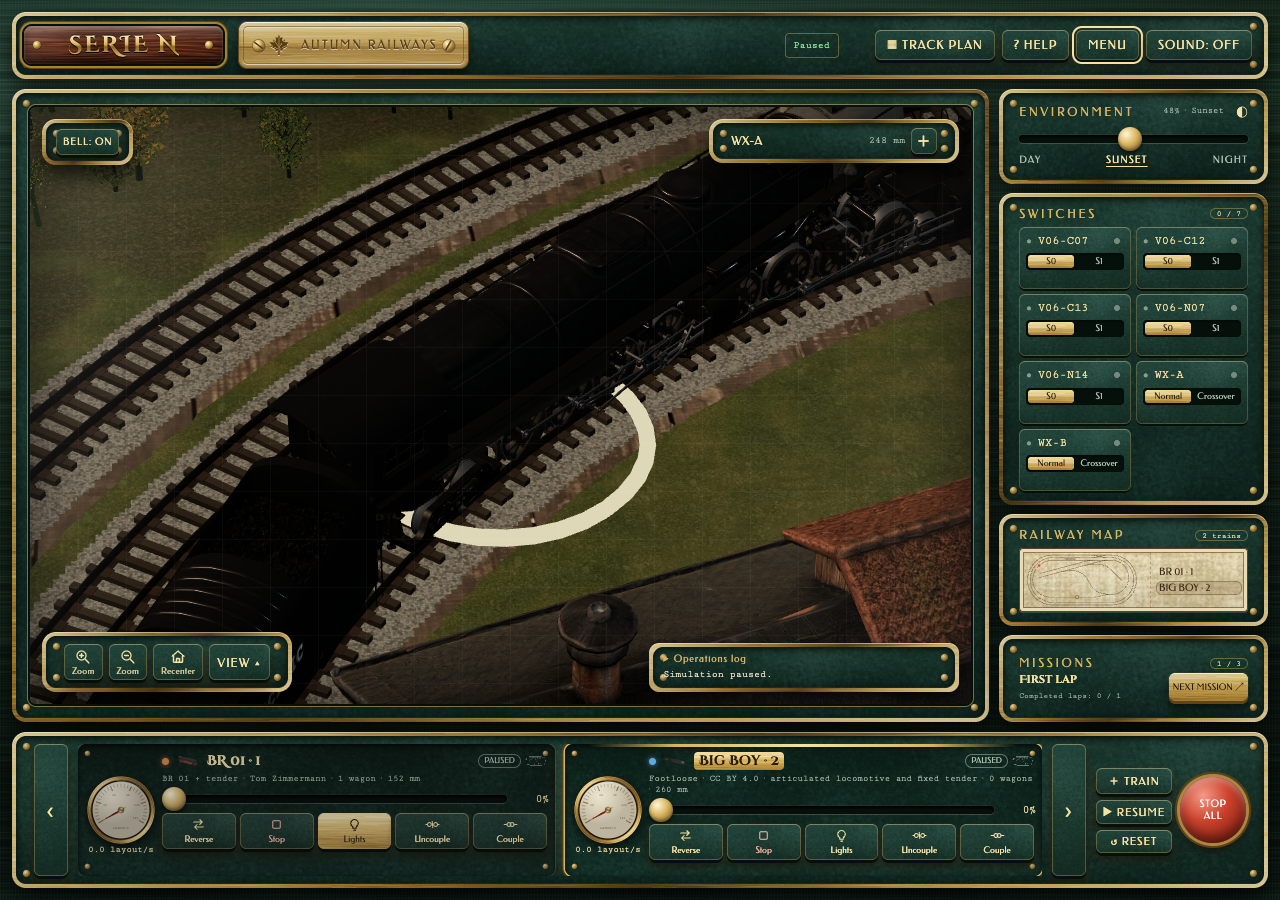 SERIE N
AUTUMN RAILWAYS
Paused
▦ TRACK PLAN
? HELP
MENU
SOUND: OFF
BELL: ON
WX-A
248 mm
+
ENVIRONMENT
48% · Sunset
DAY
SUNSET
NIGHT
SWITCHES
0 / 7
V06-C07
S0 S1
V06-C12
S0 S1
V06-C13
S0 S1
V06-N07
S0 S1
V06-N14
S0 S1
WX-A
Normal Crossover
WX-B
Normal Crossover
RAILWAY MAP
2 trains
BR 01 · 1
BIG BOY · 2
MISSIONS
1 / 3
FIRST LAP
Completed laps: 0 / 1
NEXT MISSION ↗
Zoom
Zoom
Recenter
VIEW ▴
Operations log
Simulation paused.
❮
BR 01 · 1
PAUSED
BR 01 + tender · Tom Zimmermann · 1 wagon · 152 mm
0%
0.0 layout/s
Reverse
Stop
Lights
Uncouple
Couple
BIG BOY · 2
PAUSED
Footloose · CC BY 4.0 · articulated locomotive and fixed tender · 0 wagons
· 260 mm
0%
0.0 layout/s
Reverse
Stop
Lights
Uncouple
Couple
❯
+ TRAIN
▶ RESUME
↺ RESET
STOP
ALL